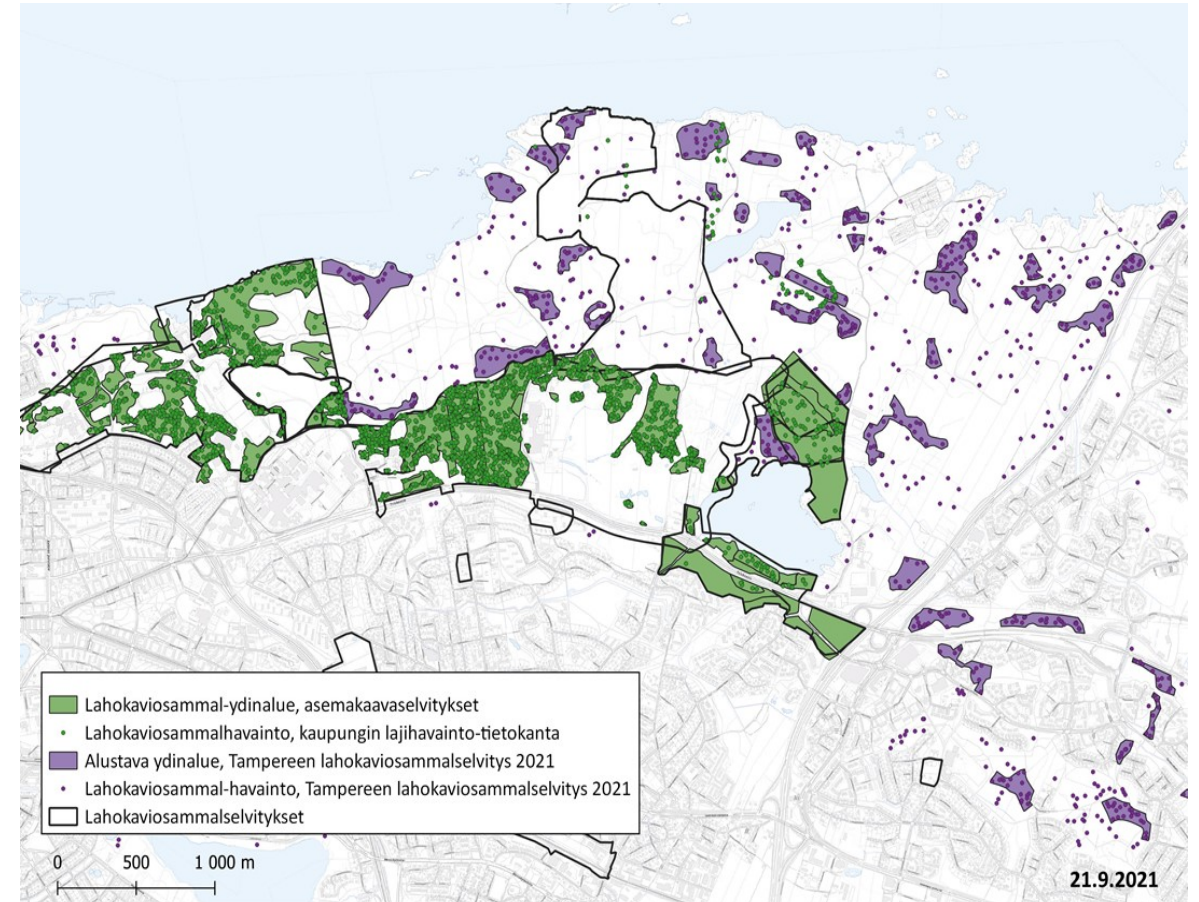 Lahokaviosammal-ydinalue, asemakaavaselvitykset
Lahokaviosammalhavainto, kaupungin lajihavainto-tietokanta
Alustava ydinalue, Tampereen lahokaviosammalselvitys 2021
Lahokaviosammal-havainto, Tampereen lahokaviosammalselvitys 2021
Lahokaviosammalselvitykset
0 500 1 000 m
21.9.2021